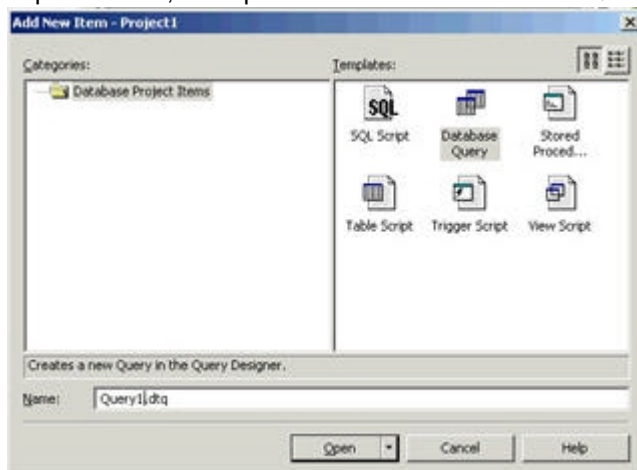 Add New Item - Project1
Categories:
Templates:
Database Project Items
SQL
SQL Script
Database Query
Stored Proced...
Table Script
Trigger Script
View Script
Creates a new Query in the Query Designer.
Name:
Query1.dtq
Open
Cancel
Help